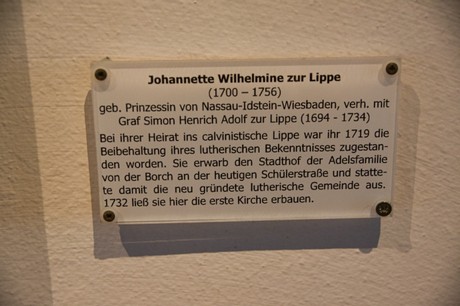 Johannette Wilhelmine zur Lippe
(1700 – 1756)
geb. Prinzessin von Nassau-Idstein-Wiesbaden, verh. mit
Graf Simon Henrich Adolf zur Lippe (1694 - 1734)
Bei ihrer Heirat ins calvinistische Lippe war ihr 1719 die
Beibehaltung ihres lutherischen Bekenntnisses zugestan-
den worden. Sie erwarb den Stadthof der Adelsfamilie
von der Borch an der heutigen Schülerstraße und statte-
te damit die neu gründete lutherische Gemeinde aus.
1732 ließ sie hier die erste Kirche erbauen.